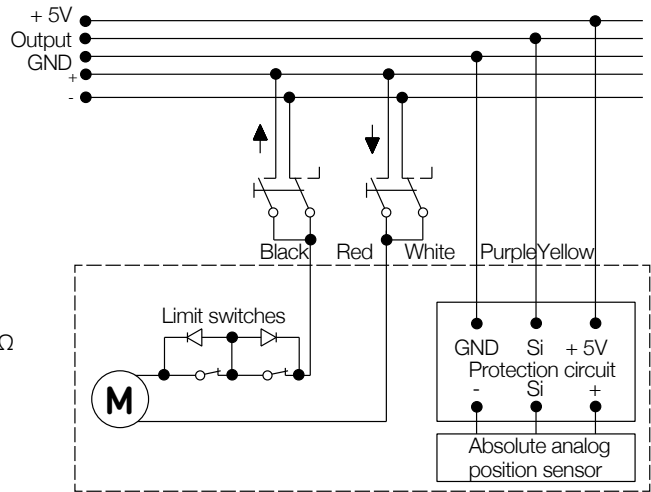 + 5V
Output
GND
+
-
Black Red White Purple Yellow
Limit switches
Ω
M
GND Si + 5V
Protection circuit
- Si +
Absolute analog
position sensor